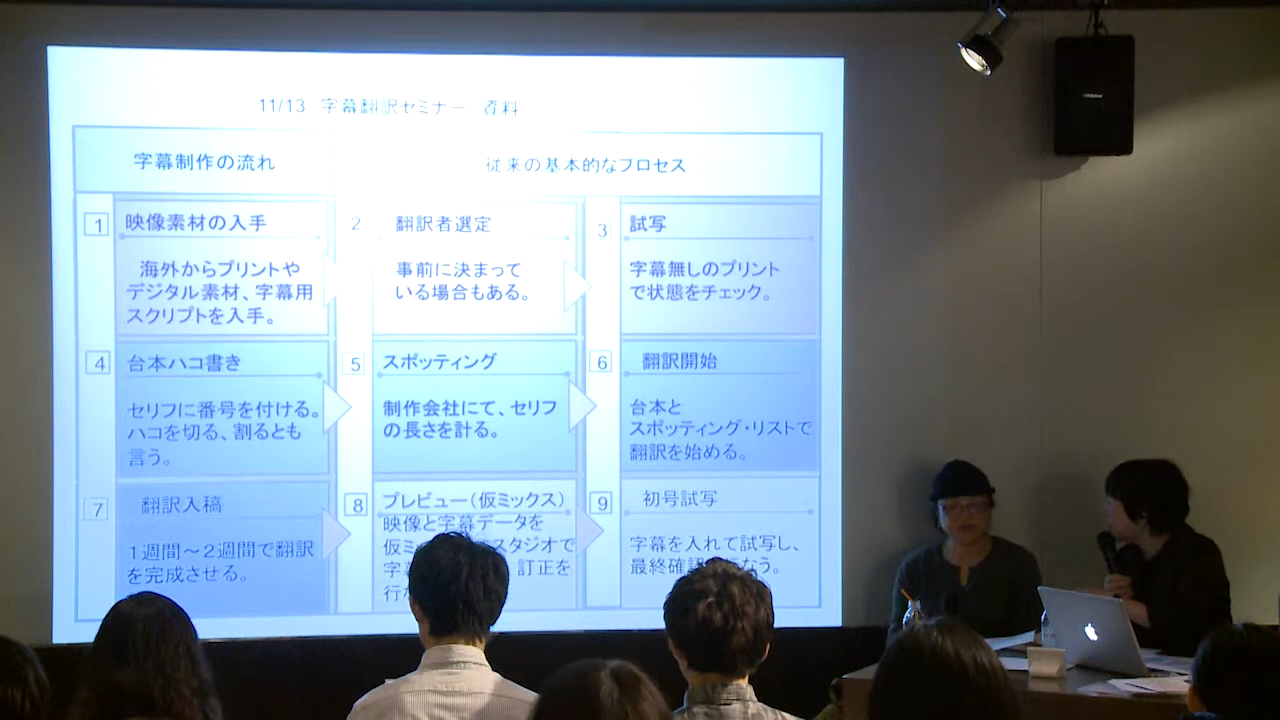 11/13 字幕翻訳セミナー 資料
字幕制作の流れ
従来の基本的なプロセス
1 映像素材の入手
海外からプリントや
デジタル素材、字幕用
スクリプトを入手。
2 翻訳者選定
事前に決まって
いる場合もある。
3 試写
字幕無しのプリント
で状態をチェック。
4 台本ハコ書き
セリフに番号を付ける。
ハコを切る、割るとも
言う。
5 スポッティング
制作会社にて、セリフ
の長さを計る。
6 翻訳開始
台本と
スポッティング・リストで
翻訳を始める。
7 翻訳入稿
1週間~2週間で翻訳
を完成させる。
8 プレビュー(仮ミックス)
映像と字幕データを
仮ミ スタジオで
字 訂正を
行
9 初号試写
字幕を入れて試写し、
最終確認 行なう。